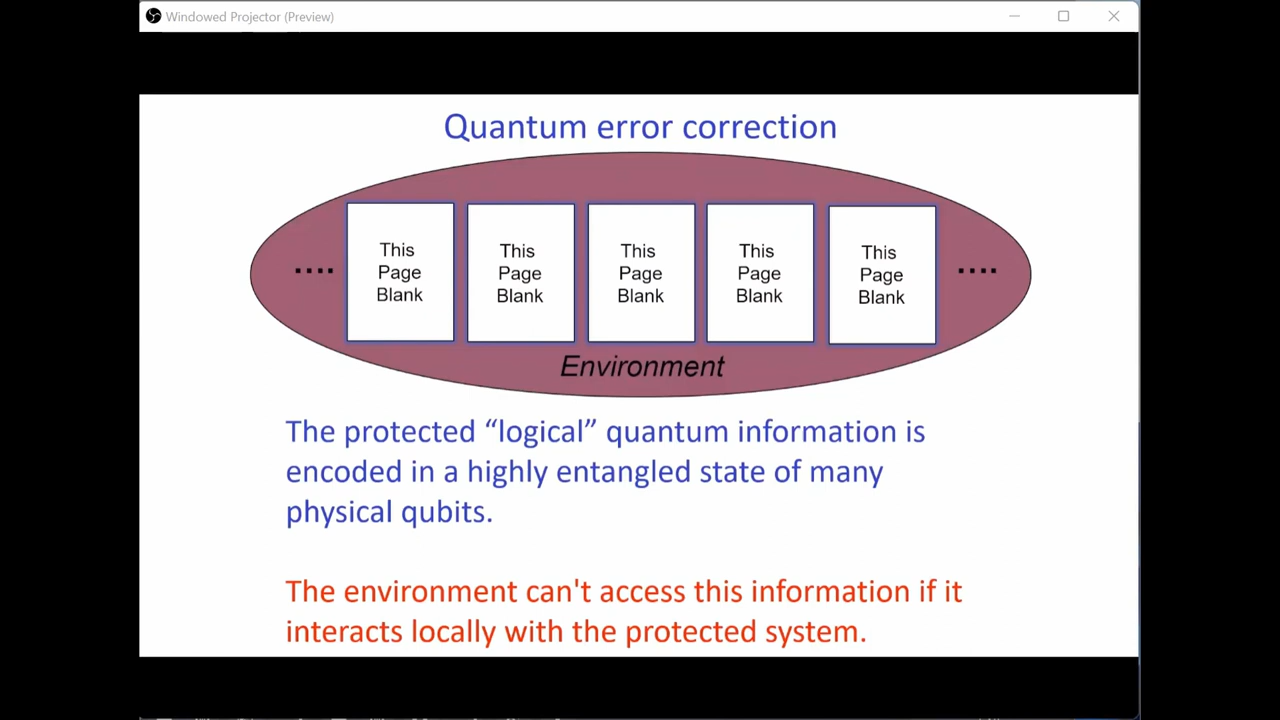 Windowed Projector (Preview)
Quantum error correction
This This This This This
Page Page Page Page Page
Blank Blank Blank Blank Blank
.... ....
Environment
The protected “logical” quantum information is
encoded in a highly entangled state of many
physical qubits.
The environment can't access this information if it
interacts locally with the protected system.